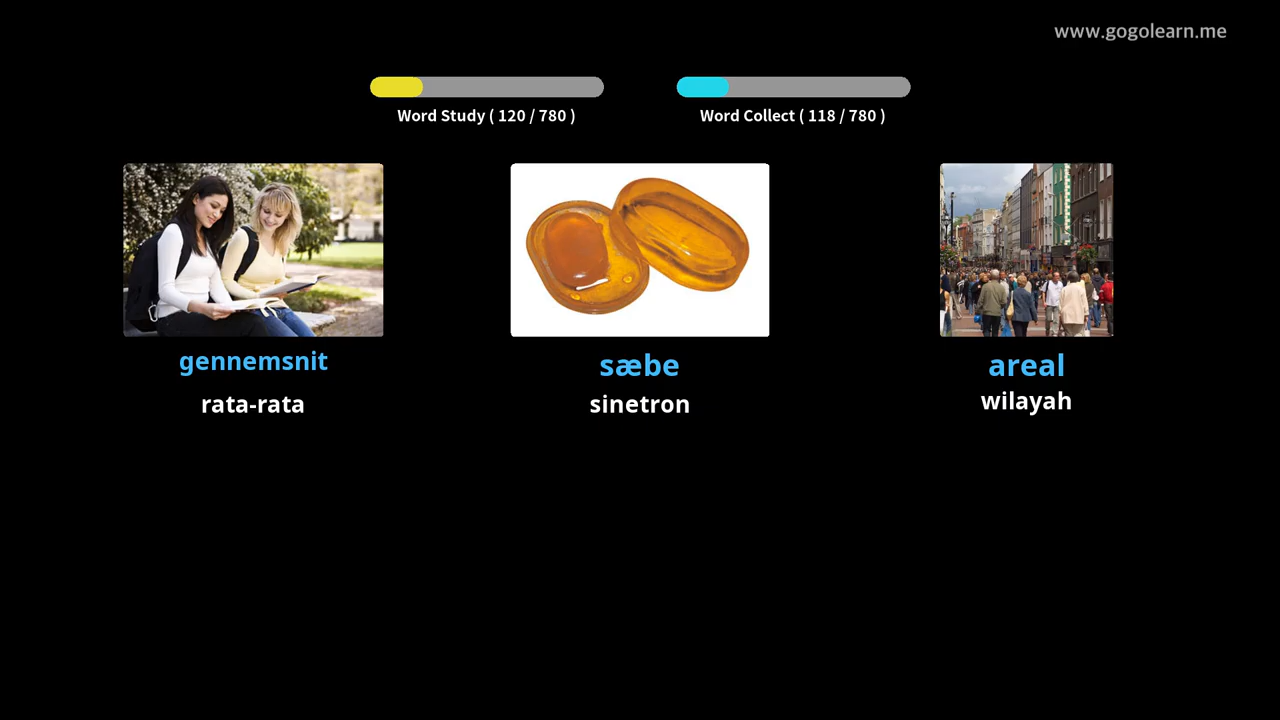 www.gogolearn.me
Word Study ( 120 / 780 )
Word Collect ( 118 / 780 )
gennemsnit
rata-rata
sæbe
sinetron
areal
wilayah